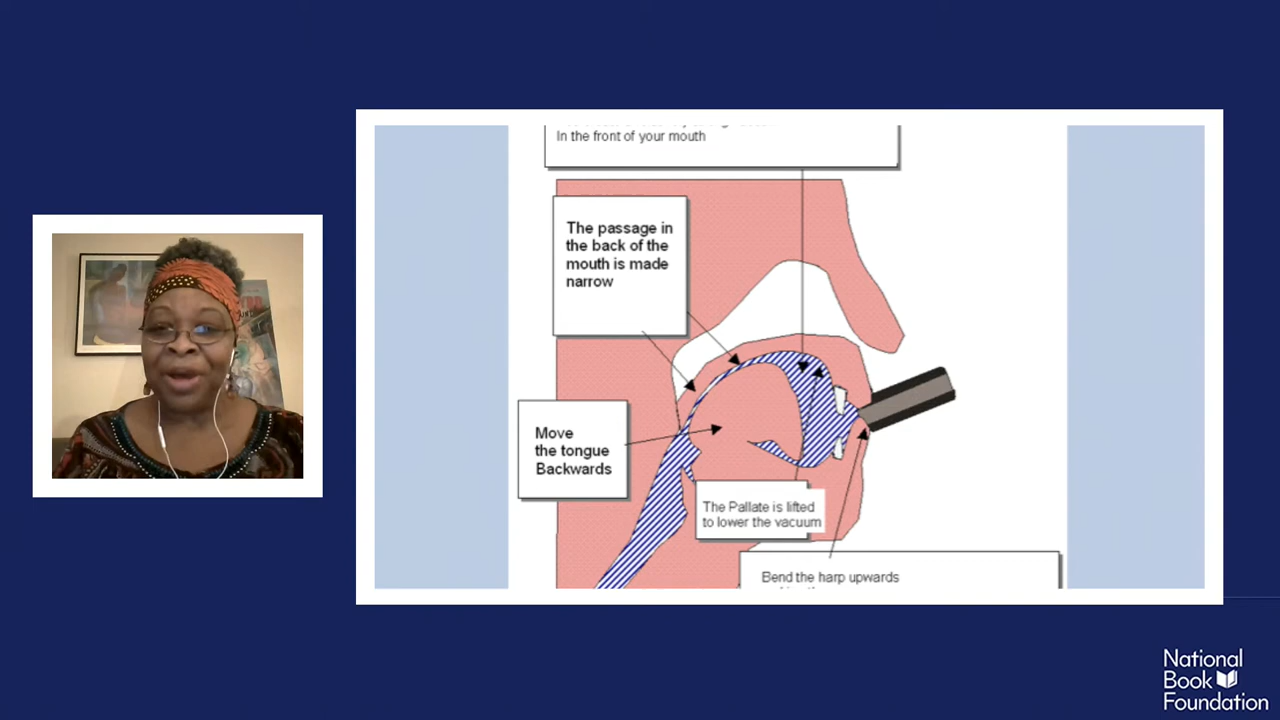 In the front of your mouth
The passage in
the back of the
mouth is made
narrow
Move
the tongue
Backwards
The Pallate is lifted
to lower the vacuum
Bend the harp upwards
National
Book
Foundation